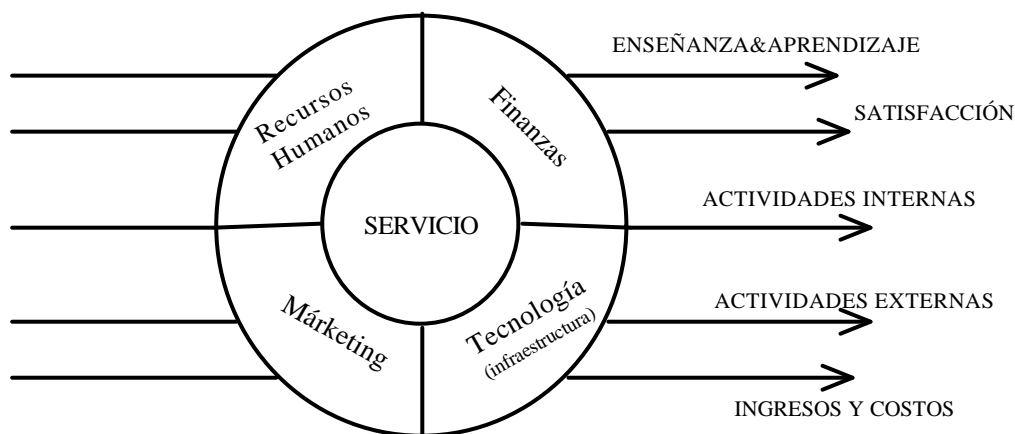 ENSEÑANZA&APRENDIZAJE
SATISFACCIÓN
Recursos
Humanos
Finanzas
ACTIVIDADES INTERNAS
SERVICIO
ACTIVIDADES EXTERNAS
Márketing
Tecnología
(infraestructura)
INGRESOS Y COSTOS